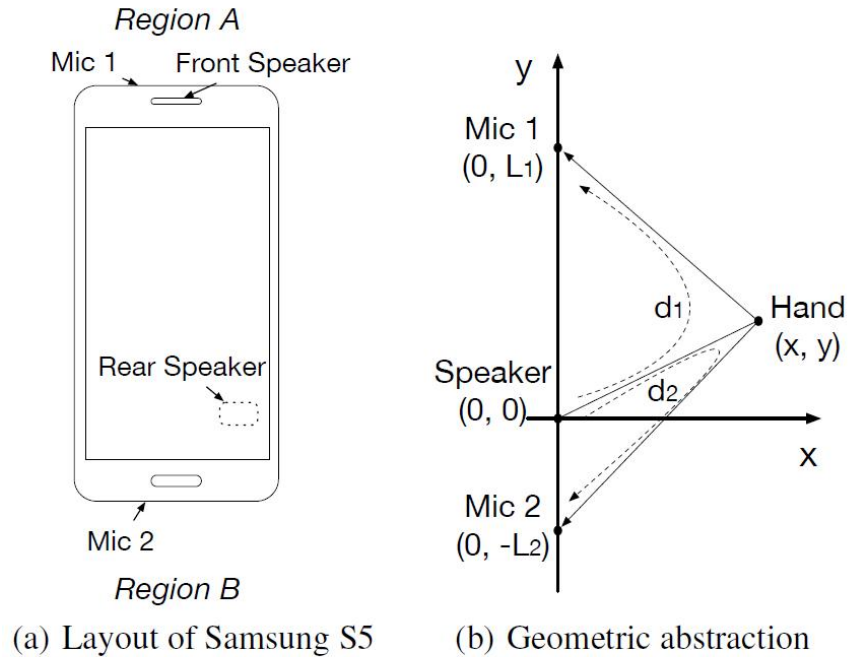 Region A
Mic 1
Front Speaker
Rear Speaker
Mic 2
Region B
(a) Layout of Samsung S5
y
Mic 1
(0, L1)
d1
Hand
(x, y)
Speaker
(0, 0)
d2
x
Mic 2
(0, -L2)
(b) Geometric abstraction